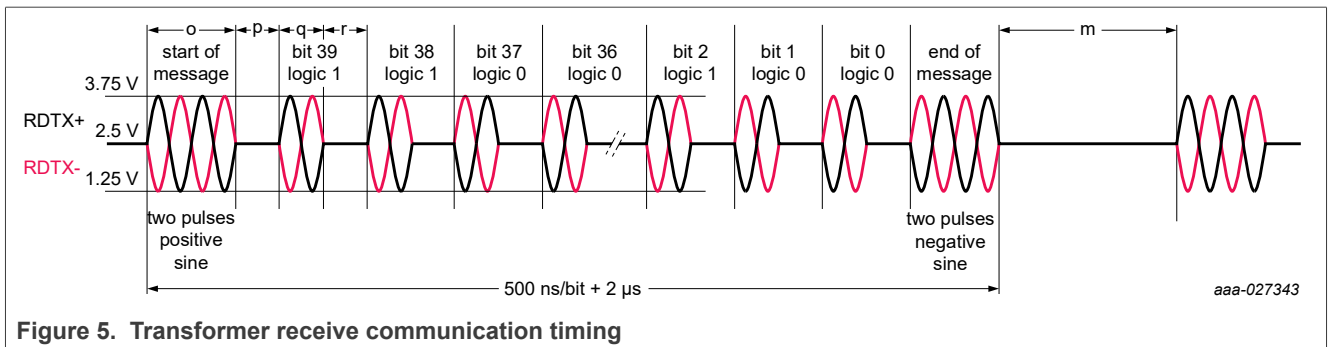 o p q r m
start of message
bit 39 logic 1
bit 38 logic 1
bit 37 logic 0
bit 36 logic 0
bit 2 logic 1
bit 1 logic 0
bit 0 logic 0
end of message
3.75 V
RDTX+
2.5 V
RDTX-
1.25 V
two pulses positive sine
two pulses negative sine
500 ns/bit + 2 µs
aaa-027343
Figure 5. Transformer receive communication timing